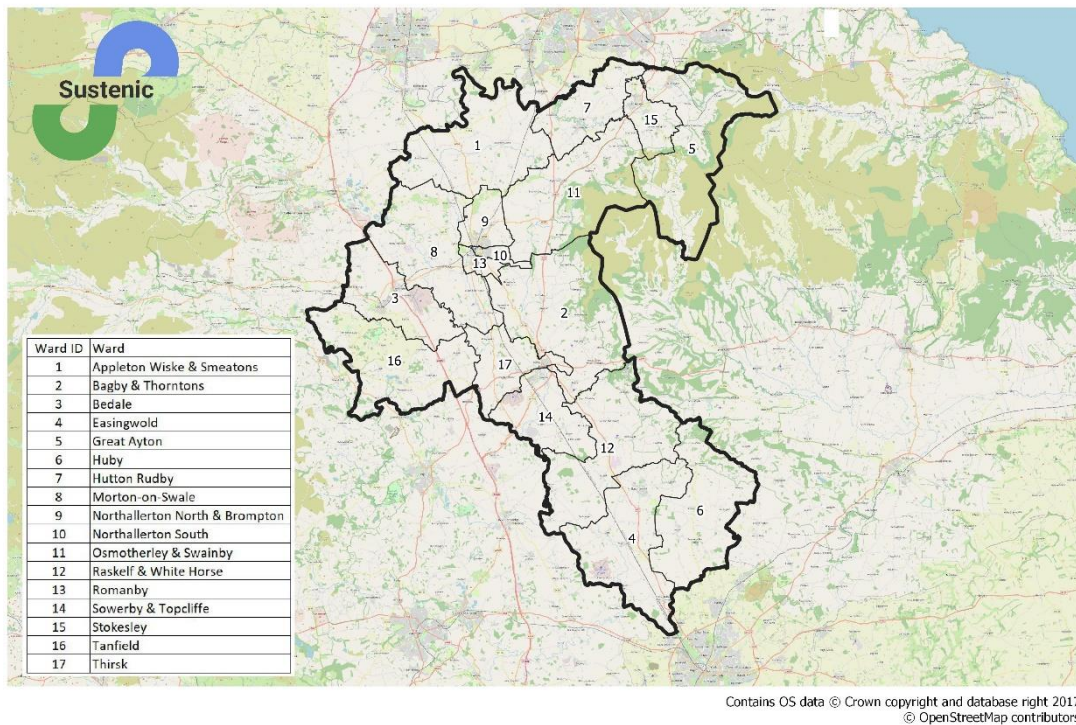 Sustenic
7
15
1
5
11
9
8
10
13
3
2
16
17
14
12
6
4
Ward ID Ward
1 Appleton Wiske & Smeatons
2 Bagby & Thorntons
3 Bedale
4 Easingwold
5 Great Ayton
6 Huby
7 Hutton Rudby
8 Morton-on-Swale
9 Northallerton North & Brompton
10 Northallerton South
11 Osmotherley & Swainby
12 Raskelf & White Horse
13 Romanby
14 Sowerby & Topcliffe
15 Stokesley
16 Tanfield
17 Thirsk
Contains OS data © Crown copyright and database right 2017
© OpenStreetMap contributors